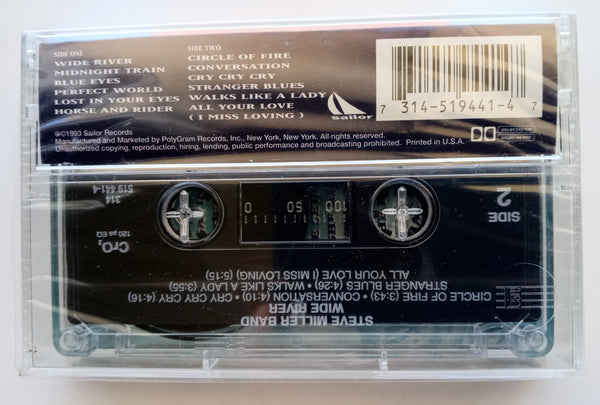 SIDE ONE
WIDE RIVER
MIDNIGHT TRAIN
BLUE EYES
PERFECT WORLD
LOST IN YOUR EYES
HORSE AND RIDER
SIDE TWO
CIRCLE OF FIRE
CONVERSATION
CRY CRY CRY
STRANGER BLUES
WALKS LIKE A LADY
ALL YOUR LOVE
( I MISS LOVING )
sailor
7 314-519441-4 7
℗©1993 Sailor Records
Manufactured and Marketed by PolyGram Records, Inc., New York, New York. All rights reserved.
Unauthorized copying, reproduction, hiring, lending, public performance and broadcasting prohibited. Printed in U.S.A.
DOLBY SYSTEM
STEVE MILLER BAND
WIDE RIVER
CIRCLE OF FIRE (3:43) • CONVERSATION (4:10) • CRY CRY CRY (4:16)
STRANGER BLUES (4:26) • WALKS LIKE A LADY (3:55)
ALL YOUR LOVE (I MISS LOVING) (5:15)
SIDE
2
100 50 0
CrO2
120 µs EQ
314
519 441-4